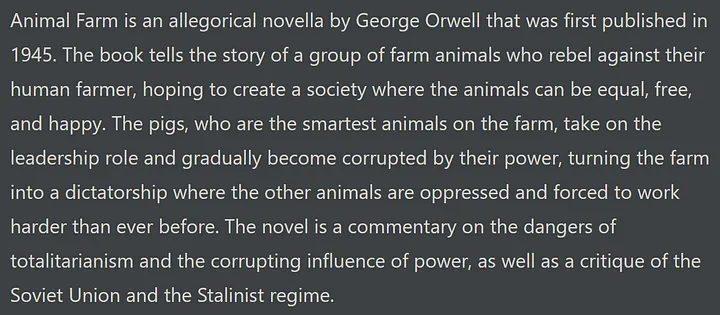 Animal Farm is an allegorical novella by George Orwell that was first published in
1945. The book tells the story of a group of farm animals who rebel against their
human farmer, hoping to create a society where the animals can be equal, free,
and happy. The pigs, who are the smartest animals on the farm, take on the
leadership role and gradually become corrupted by their power, turning the farm
into a dictatorship where the other animals are oppressed and forced to work
harder than ever before. The novel is a commentary on the dangers of
totalitarianism and the corrupting influence of power, as well as a critique of the
Soviet Union and the Stalinist regime.